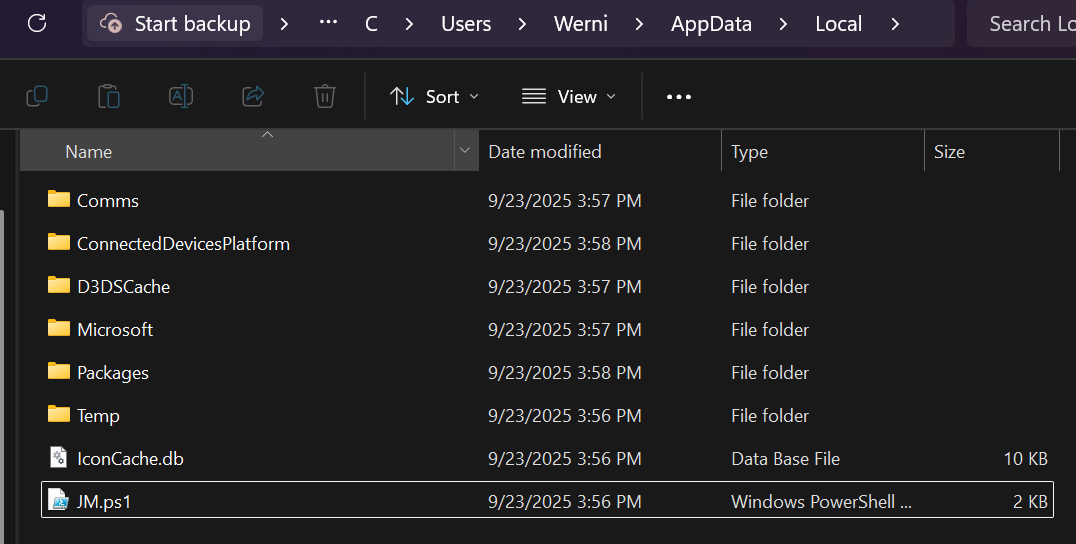 Start backup > ... C > Users > Werni > AppData > Local > Search Lo
Sort View ...
Name Date modified Type Size
Comms 9/23/2025 3:57 PM File folder
ConnectedDevicesPlatform 9/23/2025 3:58 PM File folder
D3DSCache 9/23/2025 3:57 PM File folder
Microsoft 9/23/2025 3:57 PM File folder
Packages 9/23/2025 3:58 PM File folder
Temp 9/23/2025 3:56 PM File folder
IconCache.db 9/23/2025 3:56 PM Data Base File 10 KB
JM.ps1 9/23/2025 3:56 PM Windows PowerShell ... 2 KB